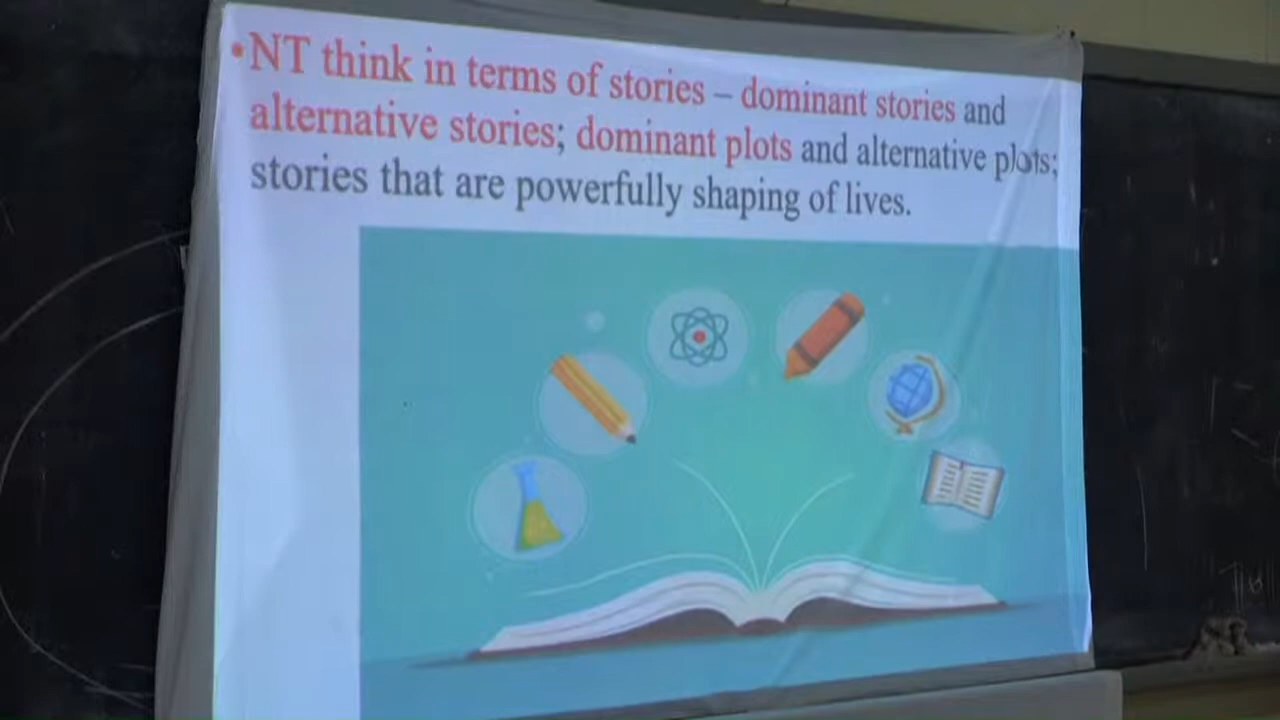 •NT think in terms of stories – dominant stories and
alternative stories; dominant plots and alternative plots;
stories that are powerfully shaping of lives.